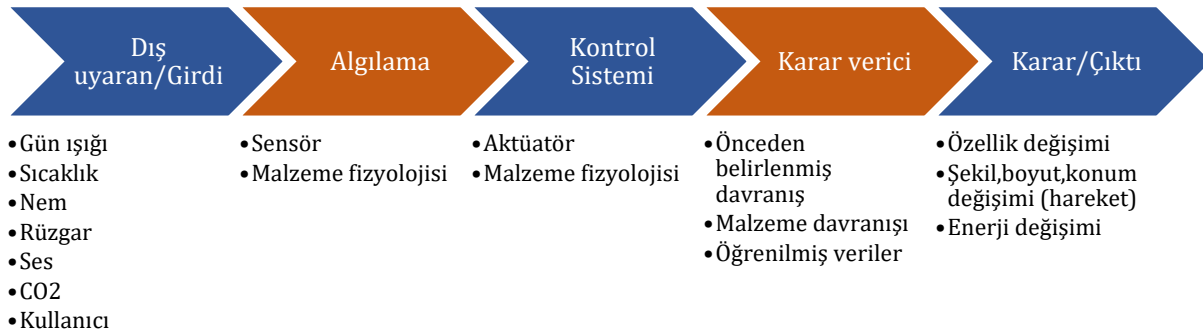 Dış
uyaran/Girdi
Algılama
Kontrol
Sistemi
Karar verici
Karar/Çıktı
•Gün ışığı
•Sıcaklık
•Nem
•Rüzgar
•Ses
•CO2
•Kullanıcı
•Sensör
•Malzeme fizyolojisi
•Aktüatör
•Malzeme fizyolojisi
•Önceden
belirlenmiş
davranış
•Malzeme davranışı
•Öğrenilmiş veriler
•Özellik değişimi
•Şekil,boyut,konum
değişimi (hareket)
•Enerji değişimi